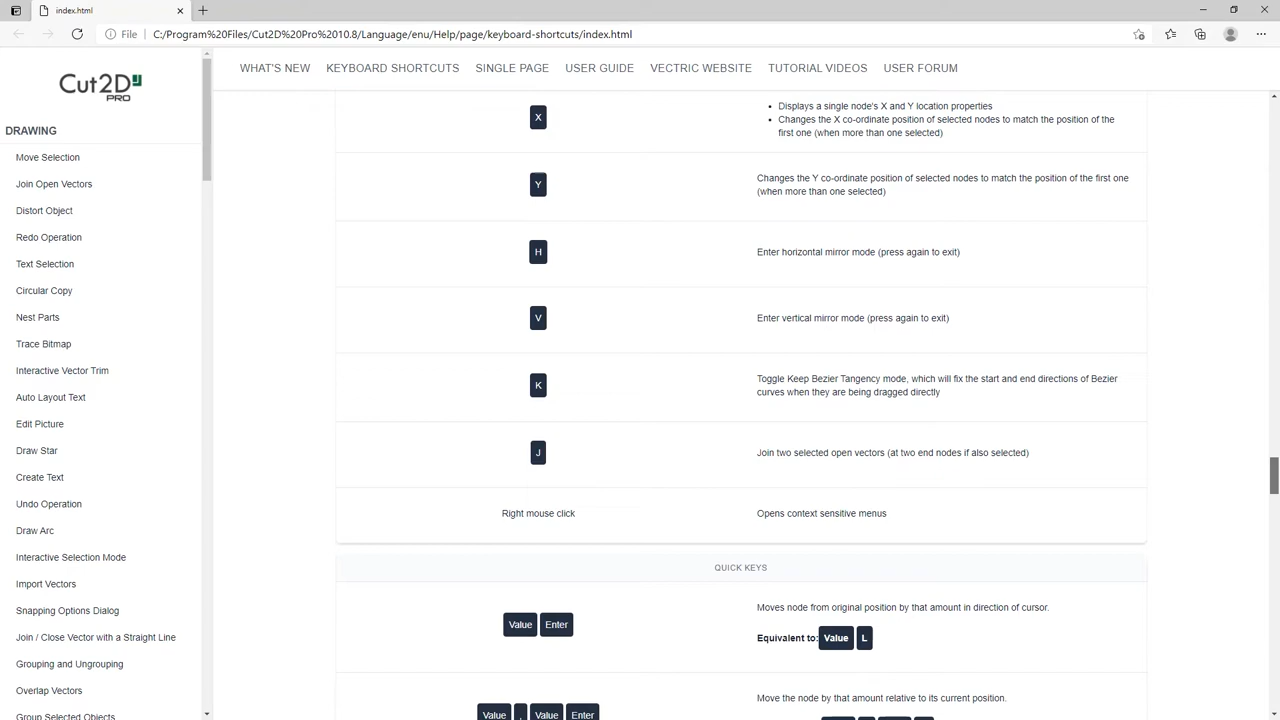 index.html
File
C:/Program%20Files/Cut2D%20Pro%2010.8/Language/enu/Help/page/keyboard-shortcuts/index.html
Cut2D
PRO
WHAT'S NEW
KEYBOARD SHORTCUTS
SINGLE PAGE
USER GUIDE
VECTRIC WEBSITE
TUTORIAL VIDEOS
USER FORUM
DRAWING
Move Selection
Join Open Vectors
Distort Object
Redo Operation
Text Selection
Circular Copy
Nest Parts
Trace Bitmap
Interactive Vector Trim
Auto Layout Text
Edit Picture
Draw Star
Create Text
Undo Operation
Draw Arc
Interactive Selection Mode
Import Vectors
Snapping Options Dialog
Join / Close Vector with a Straight Line
Grouping and Ungrouping
Overlap Vectors
Group Selected Objects
X
• Displays a single node's X and Y location properties
• Changes the X co-ordinate position of selected nodes to match the position of the
first one (when more than one selected)
Y
Changes the Y co-ordinate position of selected nodes to match the position of the first one
(when more than one selected)
H
Enter horizontal mirror mode (press again to exit)
V
Enter vertical mirror mode (press again to exit)
K
Toggle Keep Bezier Tangency mode, which will fix the start and end directions of Bezier
curves when they are being dragged directly
J
Join two selected open vectors (at two end nodes if also selected)
Right mouse click
Opens context sensitive menus
QUICK KEYS
Value Enter
Moves node from original position by that amount in direction of cursor.
Equivalent to: Value L
Value , Value Enter
Move the node by that amount relative to its current position.